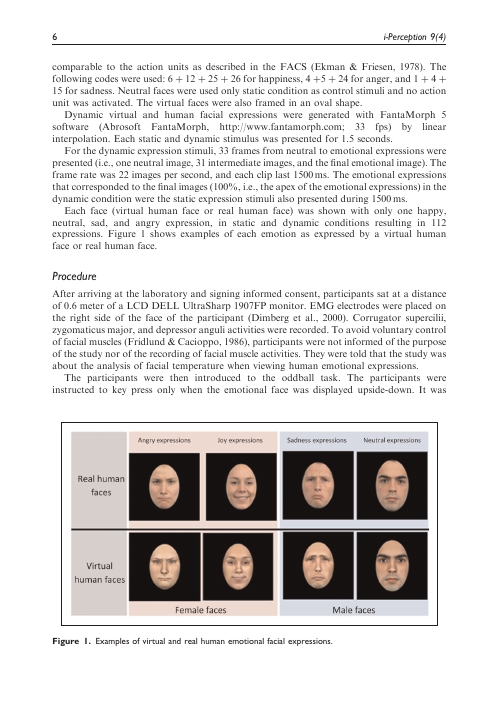 6
i-Perception 9(4)
comparable to the action units as described in the FACS (Ekman & Friesen, 1978). The
following codes were used: 6 + 12 + 25 + 26 for happiness, 4 +5 + 24 for anger, and 1 + 4 +
15 for sadness. Neutral faces were used only static condition as control stimuli and no action
unit was activated. The virtual faces were also framed in an oval shape.
Dynamic virtual and human facial expressions were generated with FantaMorph 5
software (Abrosoft FantaMorph, http://www.fantamorph.com; 33 fps) by linear
interpolation. Each static and dynamic stimulus was presented for 1.5 seconds.
For the dynamic expression stimuli, 33 frames from neutral to emotional expressions were
presented (i.e., one neutral image, 31 intermediate images, and the final emotional image). The
frame rate was 22 images per second, and each clip last 1500 ms. The emotional expressions
that corresponded to the final images (100%, i.e., the apex of the emotional expressions) in the
dynamic condition were the static expression stimuli also presented during 1500 ms.
Each face (virtual human face or real human face) was shown with only one happy,
neutral, sad, and angry expression, in static and dynamic conditions resulting in 112
expressions. Figure 1 shows examples of each emotion as expressed by a virtual human
face or real human face.
Procedure
After arriving at the laboratory and signing informed consent, participants sat at a distance
of 0.6 meter of a LCD DELL UltraSharp 1907FP monitor. EMG electrodes were placed on
the right side of the face of the participant (Dimberg et al., 2000). Corrugator supercilii,
zygomaticus major, and depressor anguli activities were recorded. To avoid voluntary control
of facial muscles (Fridlund & Cacioppo, 1986), participants were not informed of the purpose
of the study nor of the recording of facial muscle activities. They were told that the study was
about the analysis of facial temperature when viewing human emotional expressions.
The participants were then introduced to the oddball task. The participants were
instructed to key press only when the emotional face was displayed upside-down. It was
Angry expressions
Joy expressions
Sadness expressions
Neutral expressions
Real human
faces
Virtual
human faces
Female faces
Male faces
Figure 1. Examples of virtual and real human emotional facial expressions.